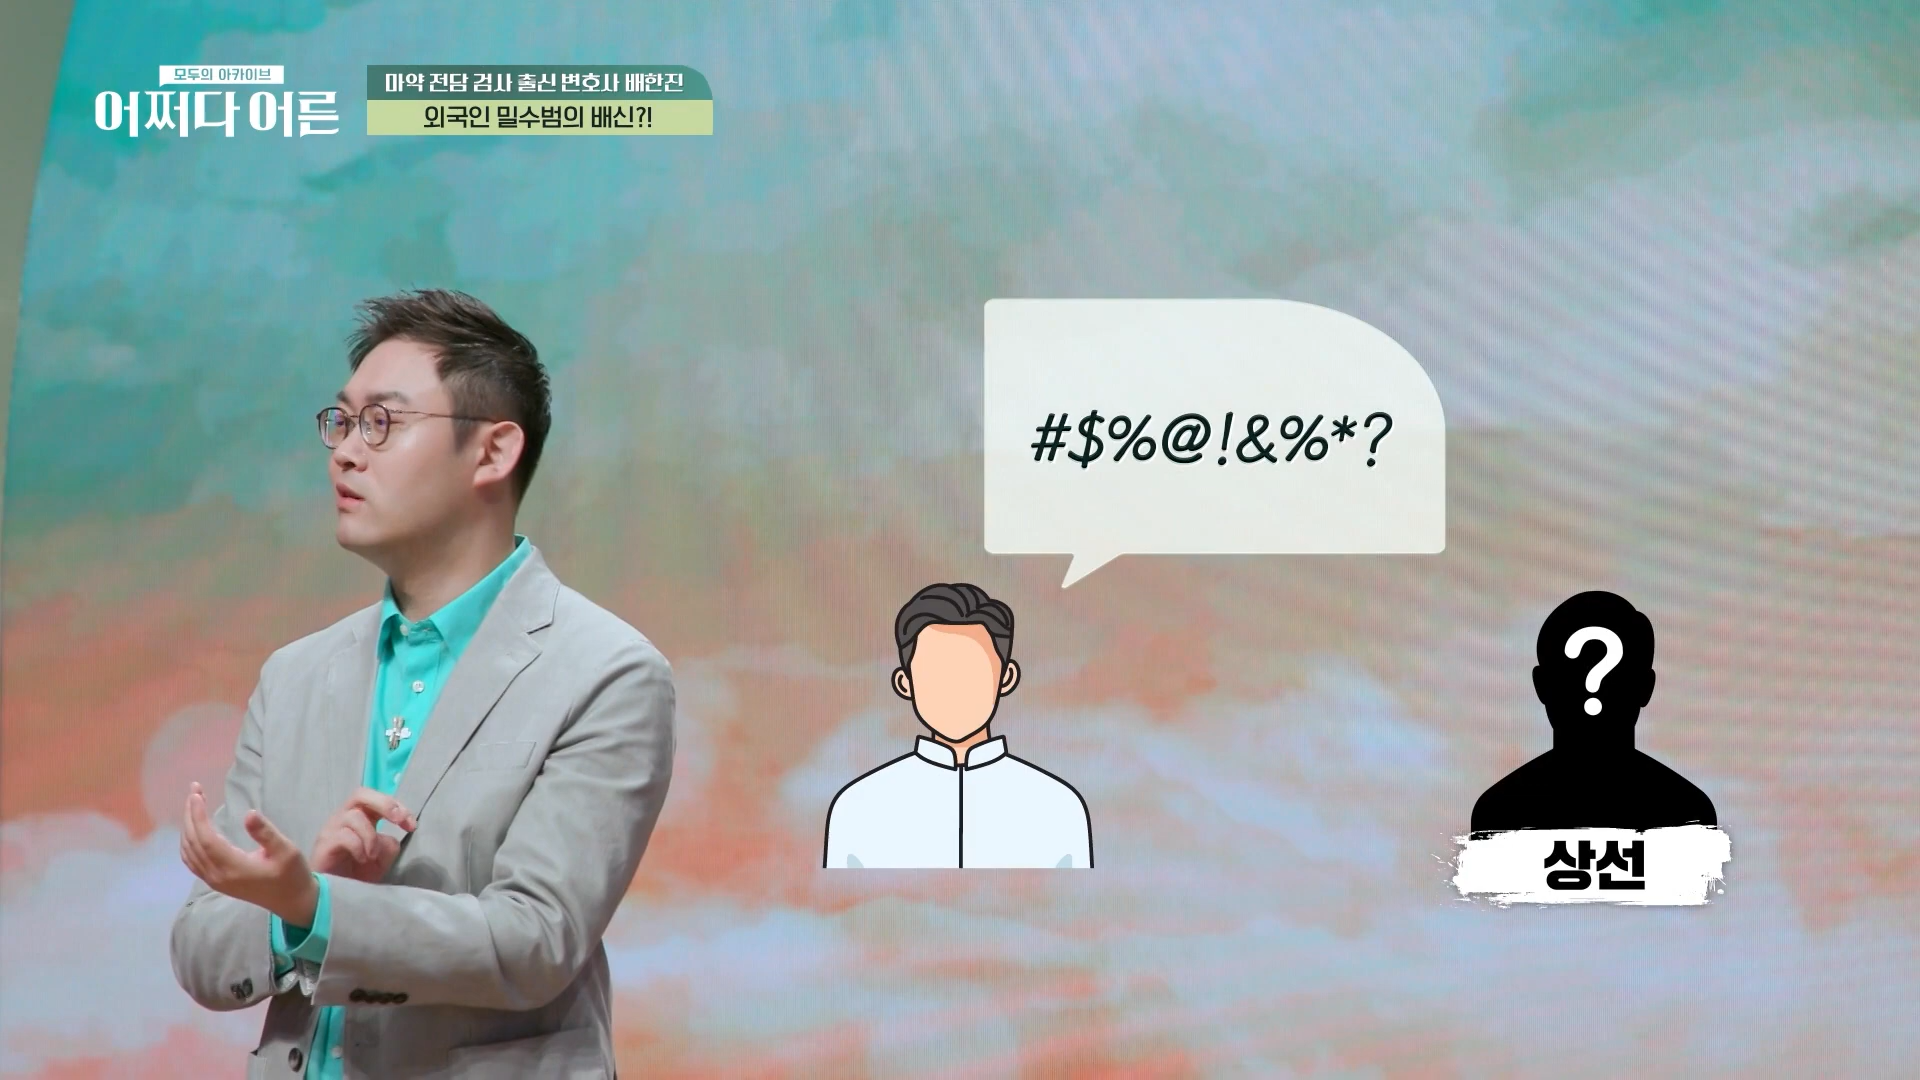 모두의 아카이브
어쩌다 어른
마약 전담 검사 출신 변호사 배한진
외국인 밀수범의 배신?!
#$%@!&%*?
?
상선